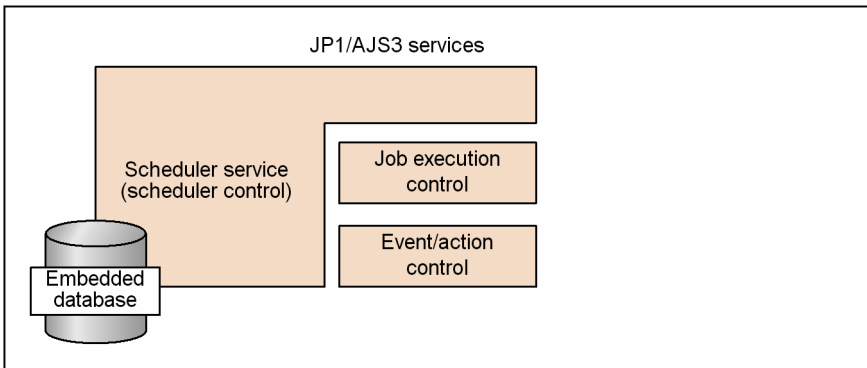 JP1/AJS3 services
Scheduler service
(scheduler control)
Job execution
control
Event/action
control
Embedded
database